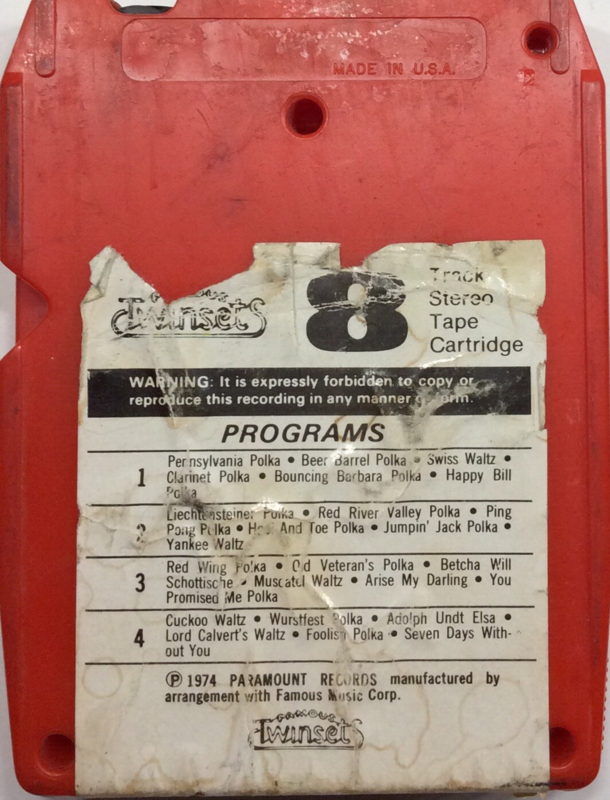 MADE IN U.S.A.
Famous
Twinsets
8
Track
Stereo
Tape
Cartridge
WARNING: It is expressly forbidden to copy or
reproduce this recording in any manner or form.
PROGRAMS
1
Pennsylvania Polka • Beer Barrel Polka • Swiss Waltz •
Clarinet Polka • Bouncing Barbara Polka • Happy Bill
Polka
2
Liechtensteiner Polka • Red River Valley Polka • Ping
Pong Polka • Heel And Toe Polka • Jumpin' Jack Polka •
Yankee Waltz
3
Red Wing Polka • Old Veteran's Polka • Betcha Will
Schottische • Muscatel Waltz • Arise My Darling • You
Promised Me Polka
4
Cuckoo Waltz • Wurstfest Polka • Adolph Undt Elsa •
Lord Calvert's Waltz • Foolish Polka • Seven Days With-
out You
Ⓟ 1974 PARAMOUNT RECORDS manufactured by
arrangement with Famous Music Corp.
Famous
Twinsets